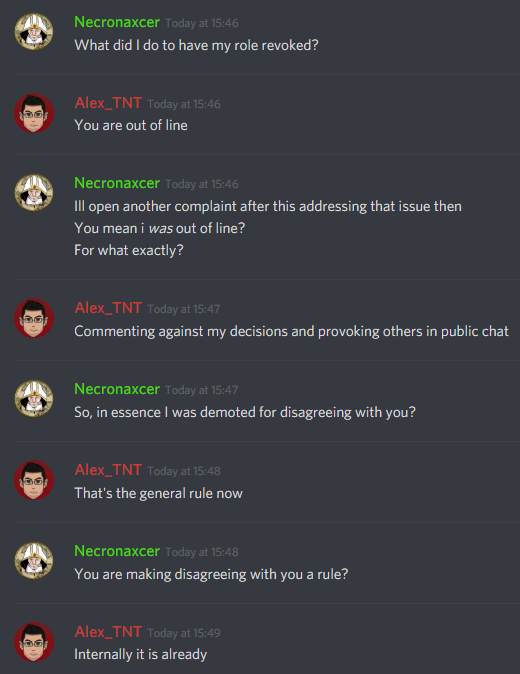 Necronaxcer Today at 15:46
What did I do to have my role revoked?
Alex_TNT Today at 15:46
You are out of line
Necronaxcer Today at 15:46
Ill open another complaint after this addressing that issue then
You mean i was out of line?
For what exactly?
Alex_TNT Today at 15:47
Commenting against my decisions and provoking others in public chat
Necronaxcer Today at 15:47
So, in essence I was demoted for disagreeing with you?
Alex_TNT Today at 15:48
That's the general rule now
Necronaxcer Today at 15:48
You are making disagreeing with you a rule?
Alex_TNT Today at 15:49
Internally it is already